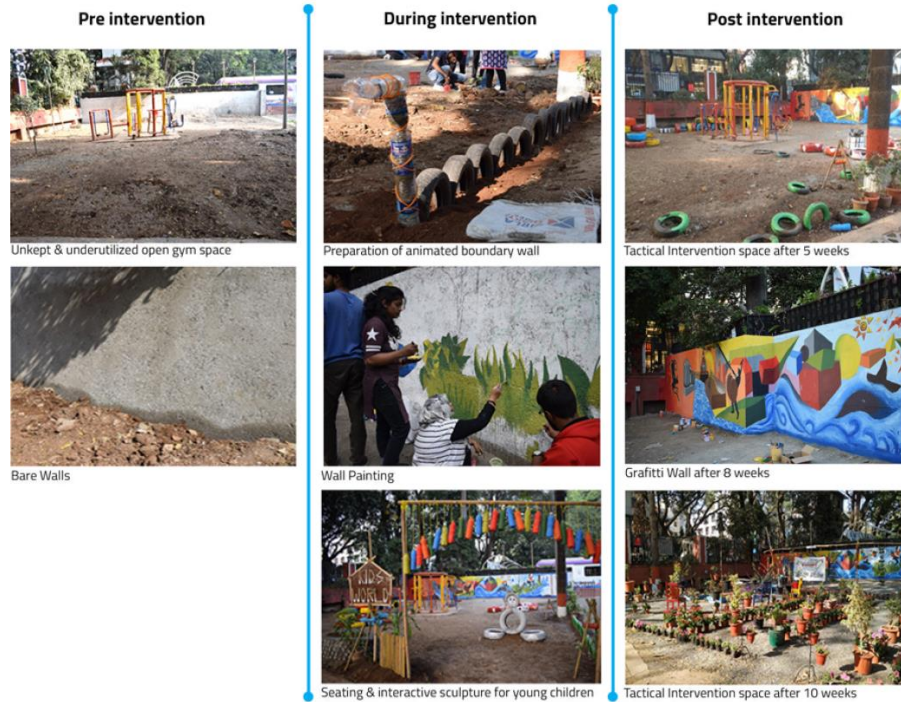 Pre intervention
During intervention
Post intervention
Unkept & underutilized open gym space
Preparation of animated boundary wall
Tactical Intervention space after 5 weeks
Bare Walls
Wall Painting
Grafitti Wall after 8 weeks
KID'S
WORLD
Seating & interactive sculpture for young children
Tactical Intervention space after 10 weeks